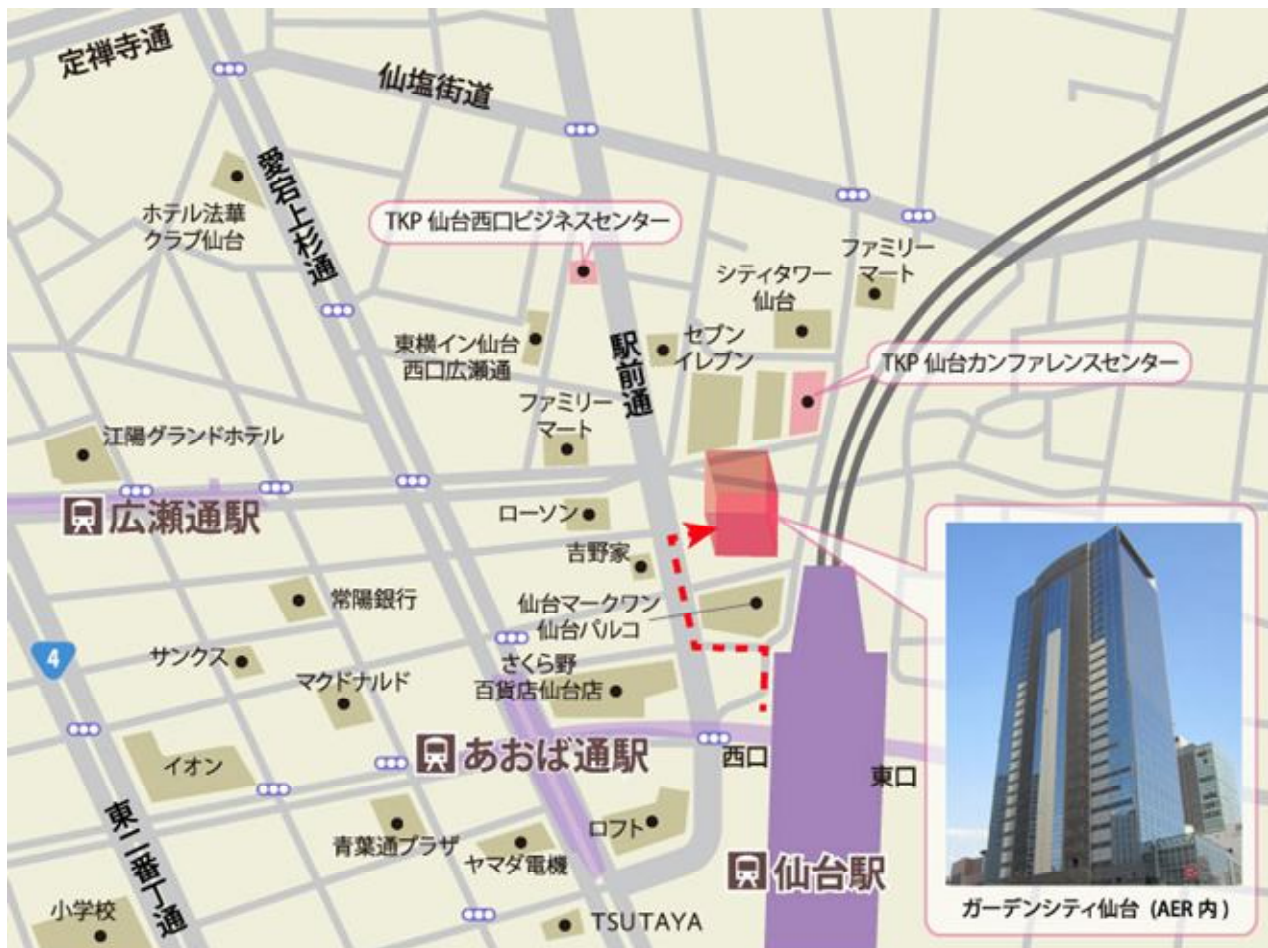 定禅寺通
仙塩街道
愛宕上杉通
ホテル法華
クラブ仙台
TKP 仙台西口ビジネスセンター
ファミリー
マート
シティタワー
仙台
東横イン仙台
西口広瀬通
駅前通
セブン
イレブン
TKP 仙台カンファレンスセンター
ファミリー
マート
江陽グランドホテル
広瀬通駅
ローソン
吉野家
常陽銀行
仙台マークワン
仙台パルコ
4
サンクス
さくら野
百貨店仙台店
マクドナルド
あおば通駅
西口
東口
イオン
東二番丁通
青葉通プラザ
ヤマダ電機
ロフト
仙台駅
小学校
TSUTAYA
ガーデンシティ仙台 (AER 内)